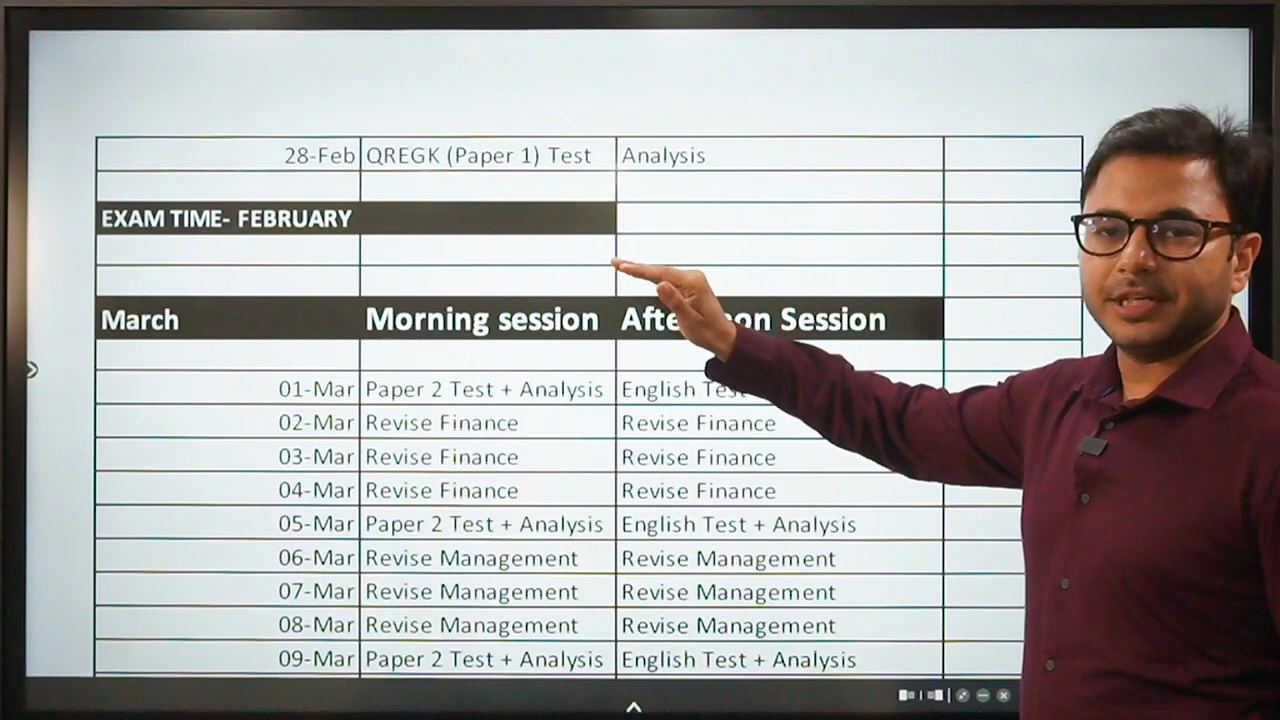 28-Feb QREGK (Paper 1) Test Analysis
EXAM TIME- FEBRUARY
March Morning session Session
01-Mar Paper 2 Test + Analysis English
02-Mar Revise Finance Revise Finance
03-Mar Revise Finance Revise Finance
04-Mar Revise Finance Revise Finance
05-Mar Paper 2 Test + Analysis English Test + Analysis
06-Mar Revise Management Revise Management
07-Mar Revise Management Revise Management
08-Mar Revise Management Revise Management
09-Mar Paper 2 Test + Analysis English Test + Analysis